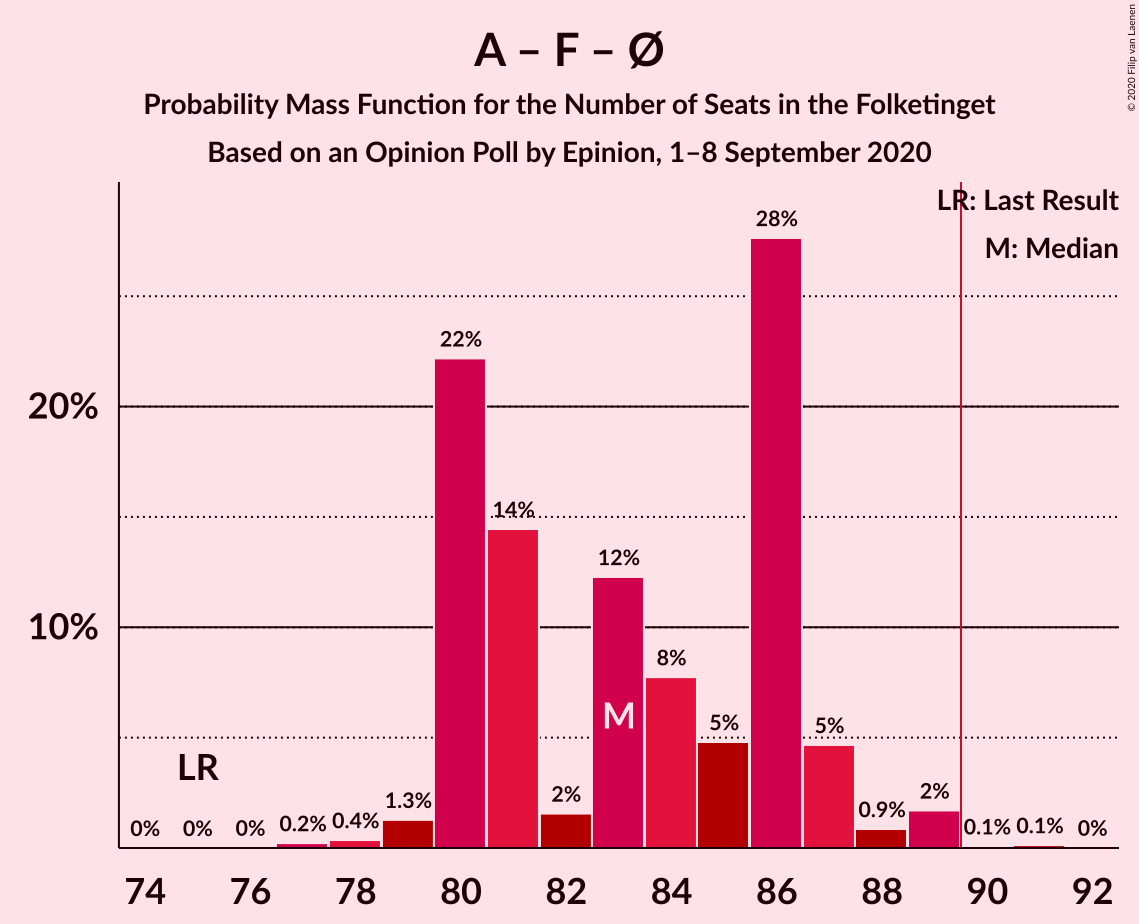 A – F – Ø
Probability Mass Function for the Number of Seats in the Folketinget
Based on an Opinion Poll by Epinion, 1–8 September 2020
© 2020 Filip van Laenen
LR: Last Result
M: Median
28%
22%
20%
14%
12%
10%
8%
M
5%
5%
LR
2%
2%
1.3%
0.9%
0% 0% 0% 0.2% 0.4% 0.1% 0.1% 0%
74 76 78 80 82 84 86 88 90 92